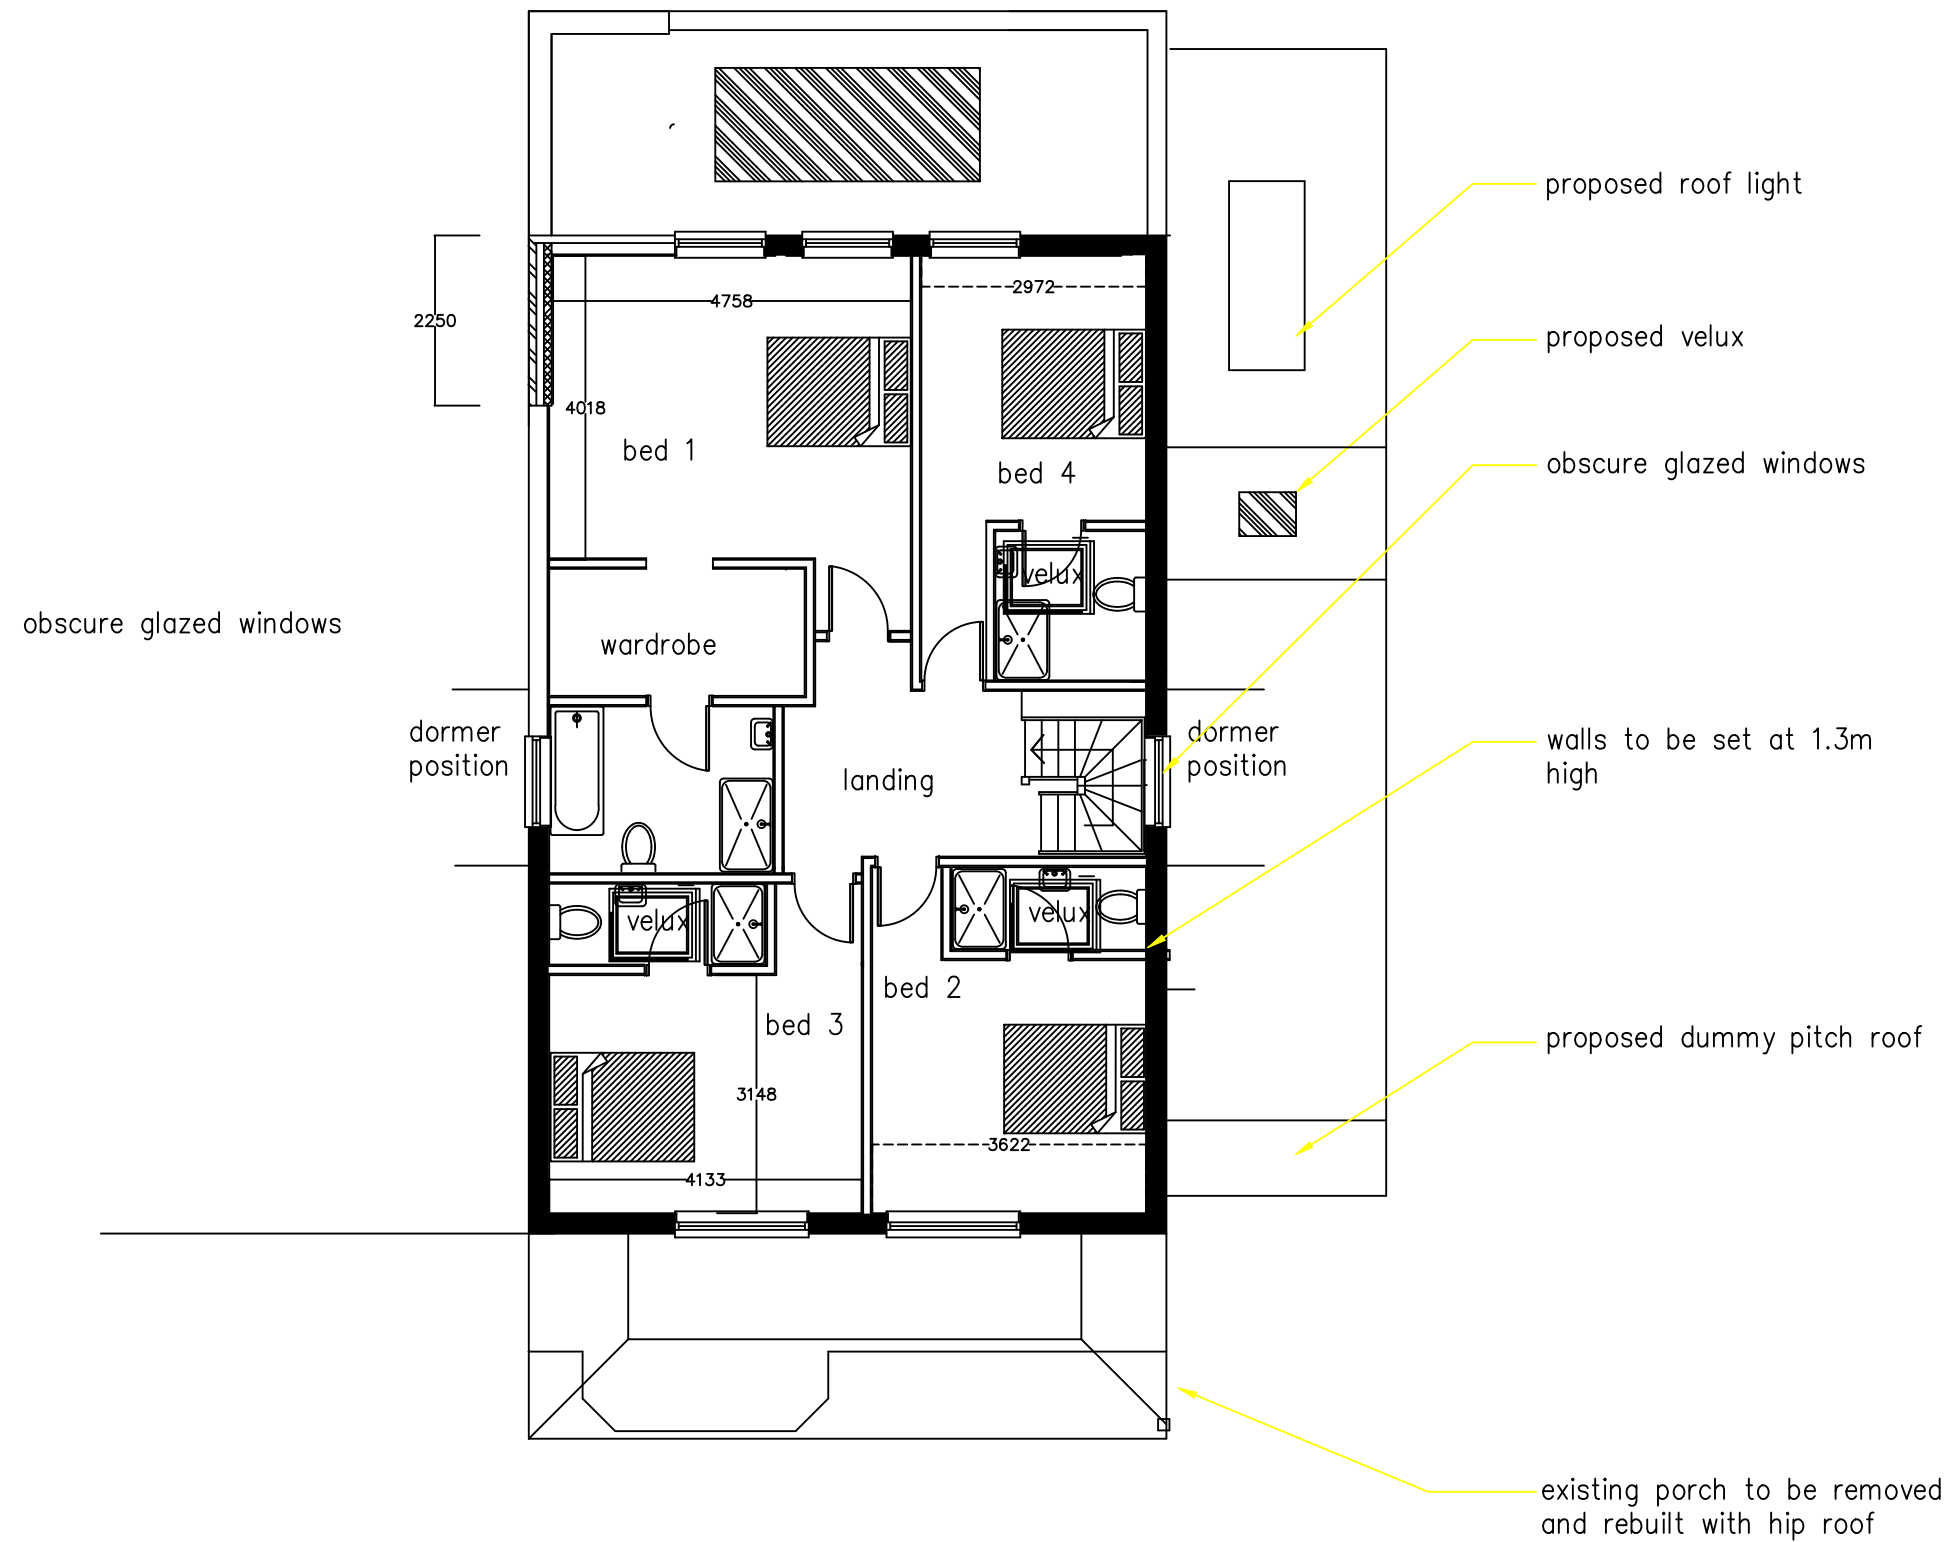 proposed roof light
2972
4758
2250
proposed velux
4018
bed 1
obscure glazed windows
bed 4
velux
obscure glazed windows
wardrobe
dormer
position
dormer
position
walls to be set at 1.3m
high
landing
velux
velux
bed 2
bed 3
proposed dummy pitch roof
3148
3622
4133
existing porch to be removed
and rebuilt with hip roof